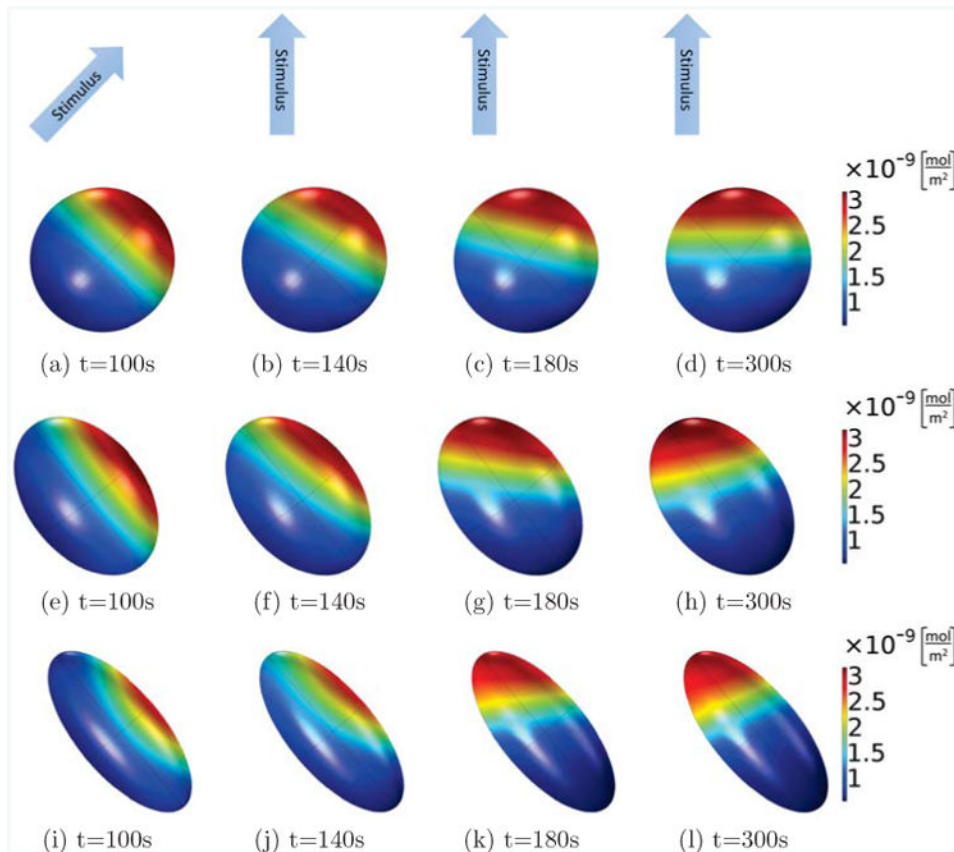 Stimulus Stimulus Stimulus Stimulus
×10⁻⁹ [mol/m²]
3
2.5
2
1.5
1
(a) t=100s (b) t=140s (c) t=180s (d) t=300s
×10⁻⁹ [mol/m²]
3
2.5
2
1.5
1
(e) t=100s (f) t=140s (g) t=180s (h) t=300s
×10⁻⁹ [mol/m²]
3
2.5
2
1.5
1
(i) t=100s (j) t=140s (k) t=180s (l) t=300s